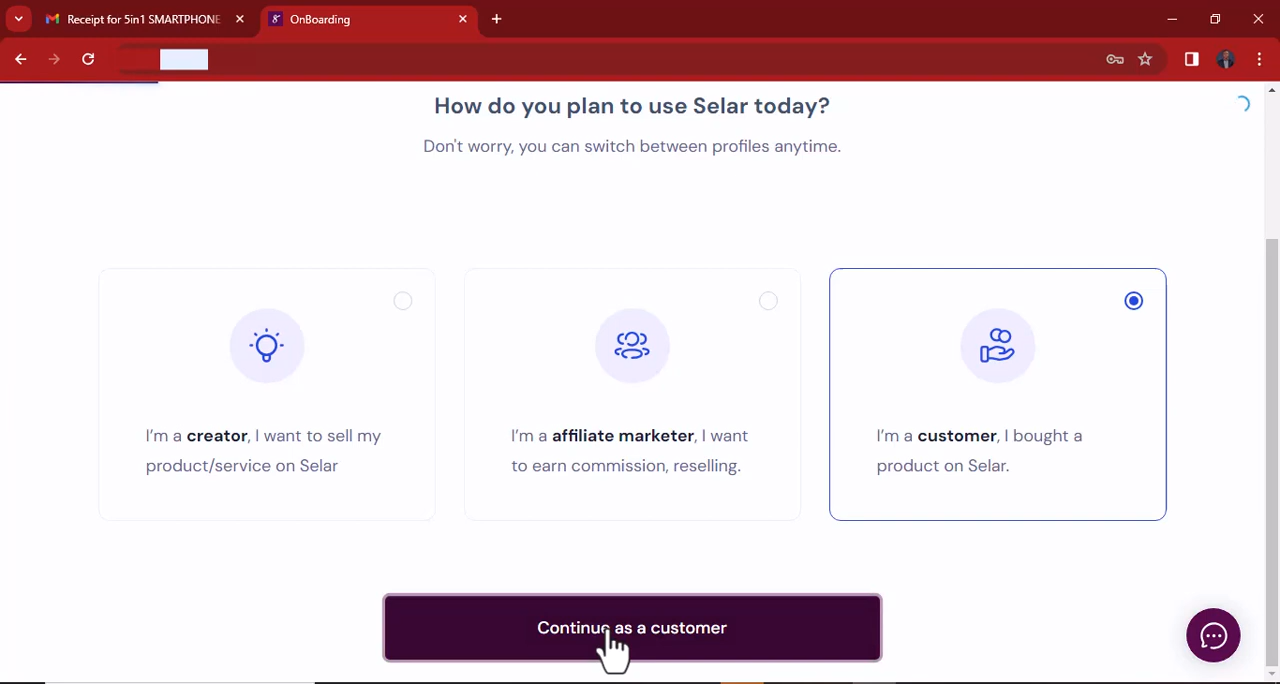 Receipt for 5in1 SMARTPHONE
OnBoarding
How do you plan to use Selar today?
Don't worry, you can switch between profiles anytime.
I'm a creator, I want to sell my
product/service on Selar
I'm a affiliate marketer, I want
to earn commission, reselling.
I'm a customer, I bought a
product on Selar.
Continue as a customer